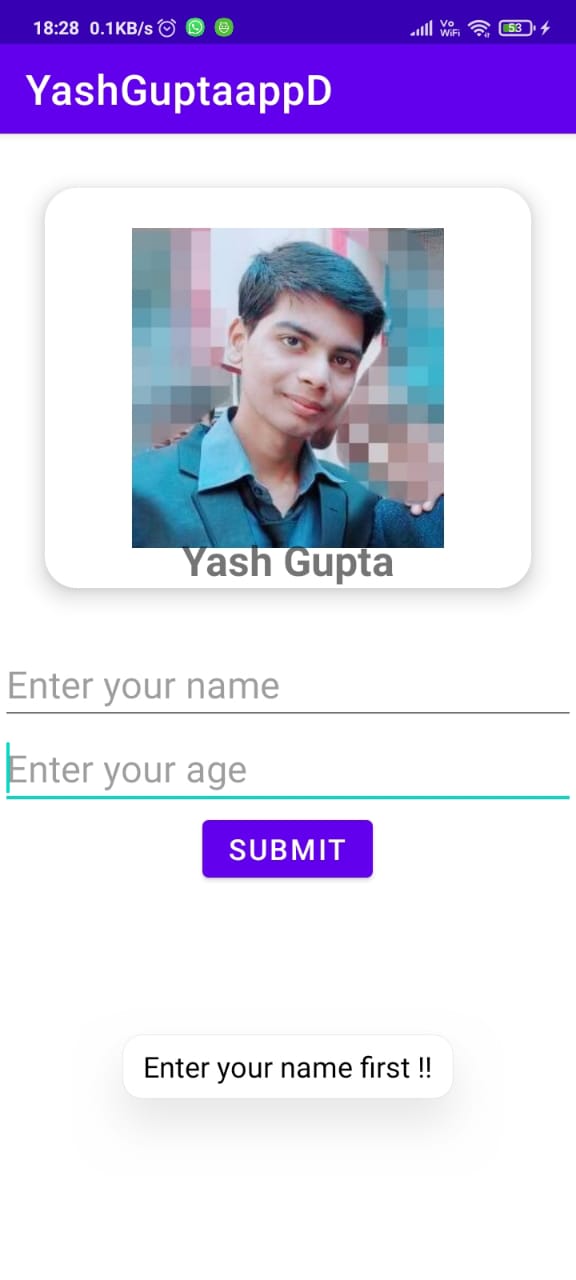 18:28 0.1KB/s Vo WiFi 53
YashGuptaappD
Yash Gupta
Enter your name
Enter your age
SUBMIT
Enter your name first !!